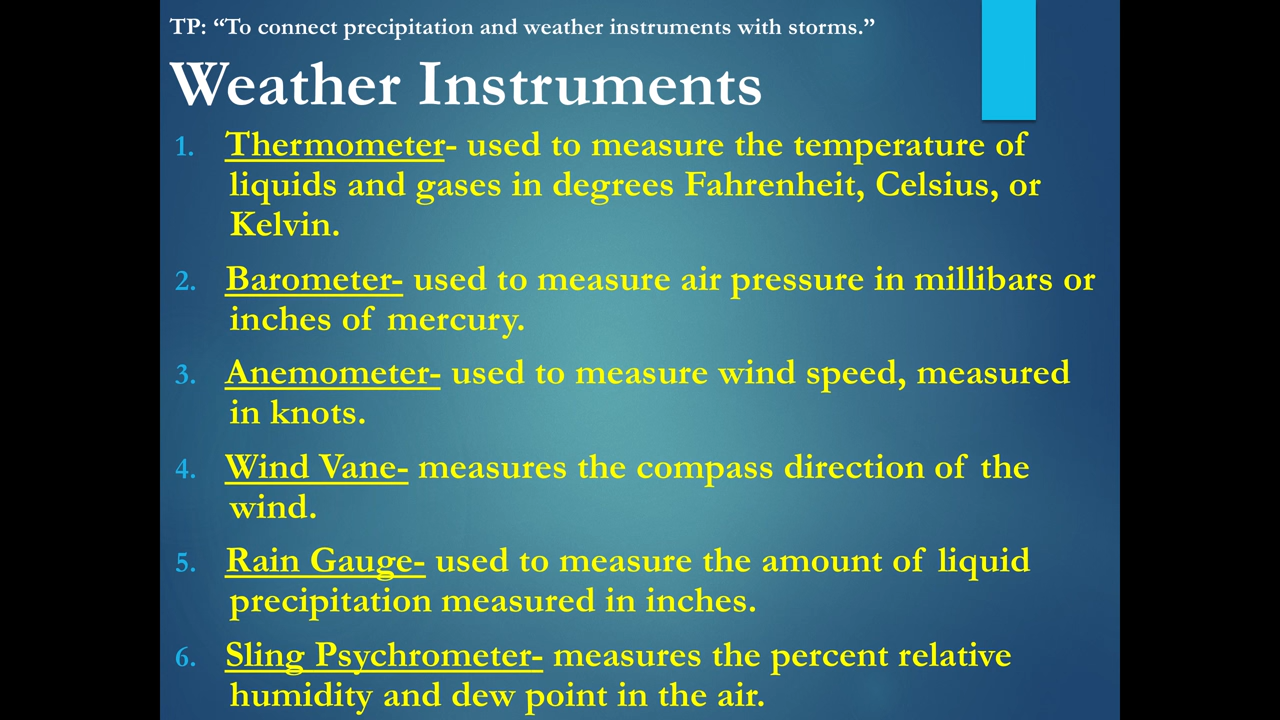 TP: “To connect precipitation and weather instruments with storms.”
Weather Instruments
1. Thermometer- used to measure the temperature of
liquids and gases in degrees Fahrenheit, Celsius, or
Kelvin.
2. Barometer- used to measure air pressure in millibars or
inches of mercury.
3. Anemometer- used to measure wind speed, measured
in knots.
4. Wind Vane- measures the compass direction of the
wind.
5. Rain Gauge- used to measure the amount of liquid
precipitation measured in inches.
6. Sling Psychrometer- measures the percent relative
humidity and dew point in the air.